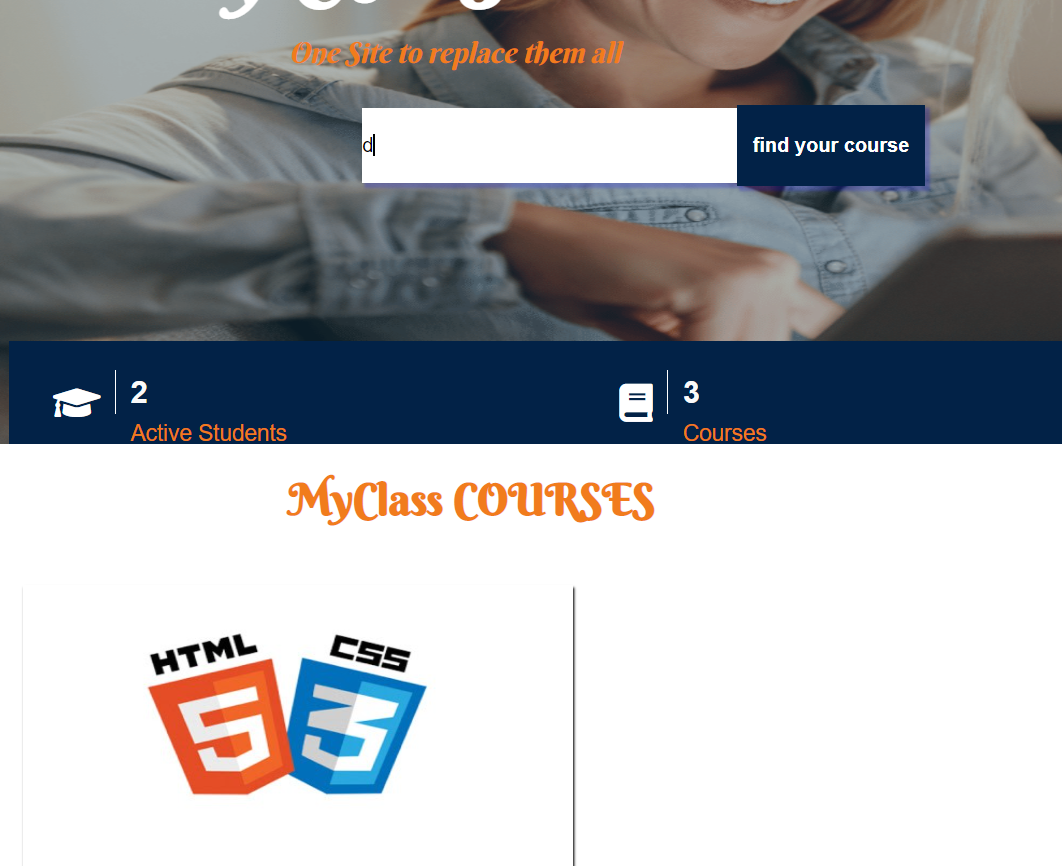 One Site to replace them all
d
find your course
2
Active Students
3
Courses
MyClass COURSES
HTML
CSS
5
3